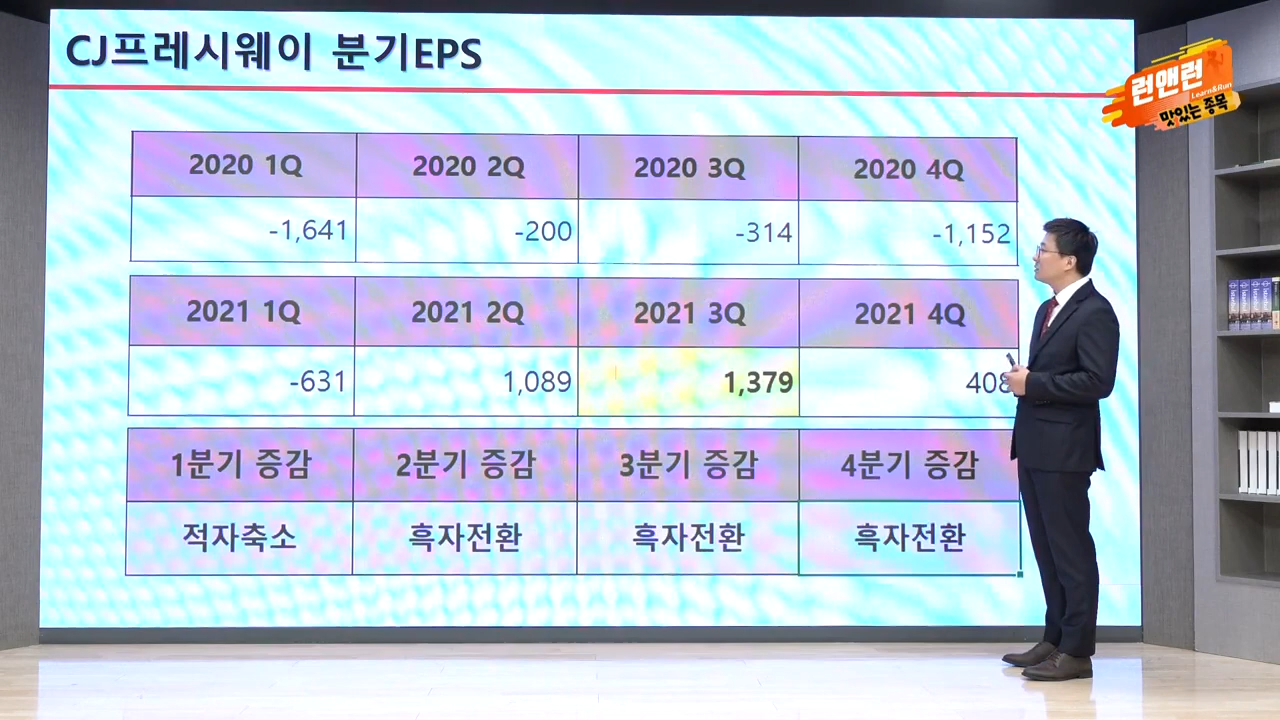 CJ프레시웨이 분기EPS
런앤런
Learn&Run
맛있는 종목
2020 1Q 2020 2Q 2020 3Q 2020 4Q
-1,641 -200 -314 -1,152
2021 1Q 2021 2Q 2021 3Q 2021 4Q
-631 1,089 1,379 408
1분기 증감 2분기 증감 3분기 증감 4분기 증감
적자축소 흑자전환 흑자전환 흑자전환